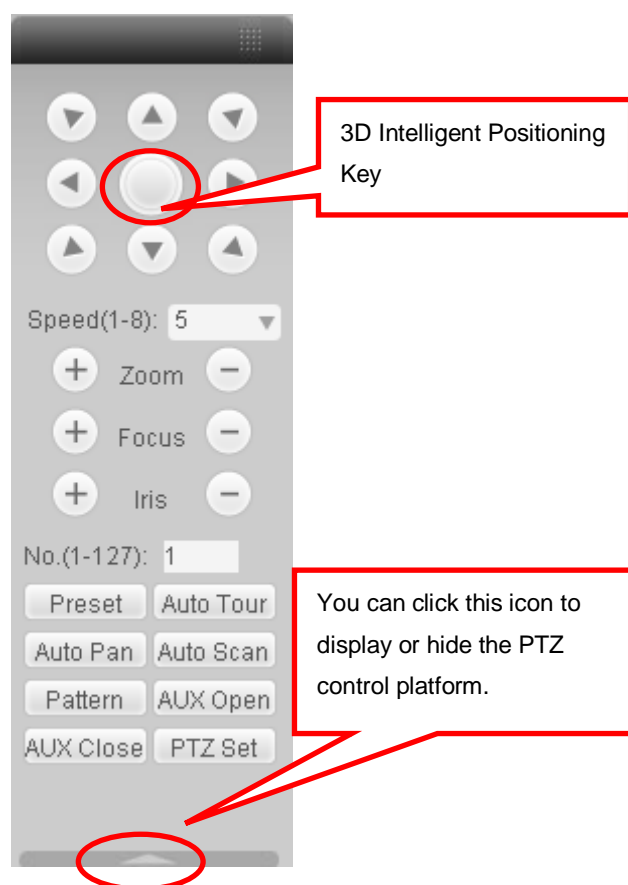 3D Intelligent Positioning
Key
Speed(1-8): 5
+ Zoom −
+ Focus −
+ Iris −
No.(1-127): 1
Preset Auto Tour
Auto Pan Auto Scan
Pattern AUX Open
AUX Close PTZ Set
You can click this icon to
display or hide the PTZ
control platform.